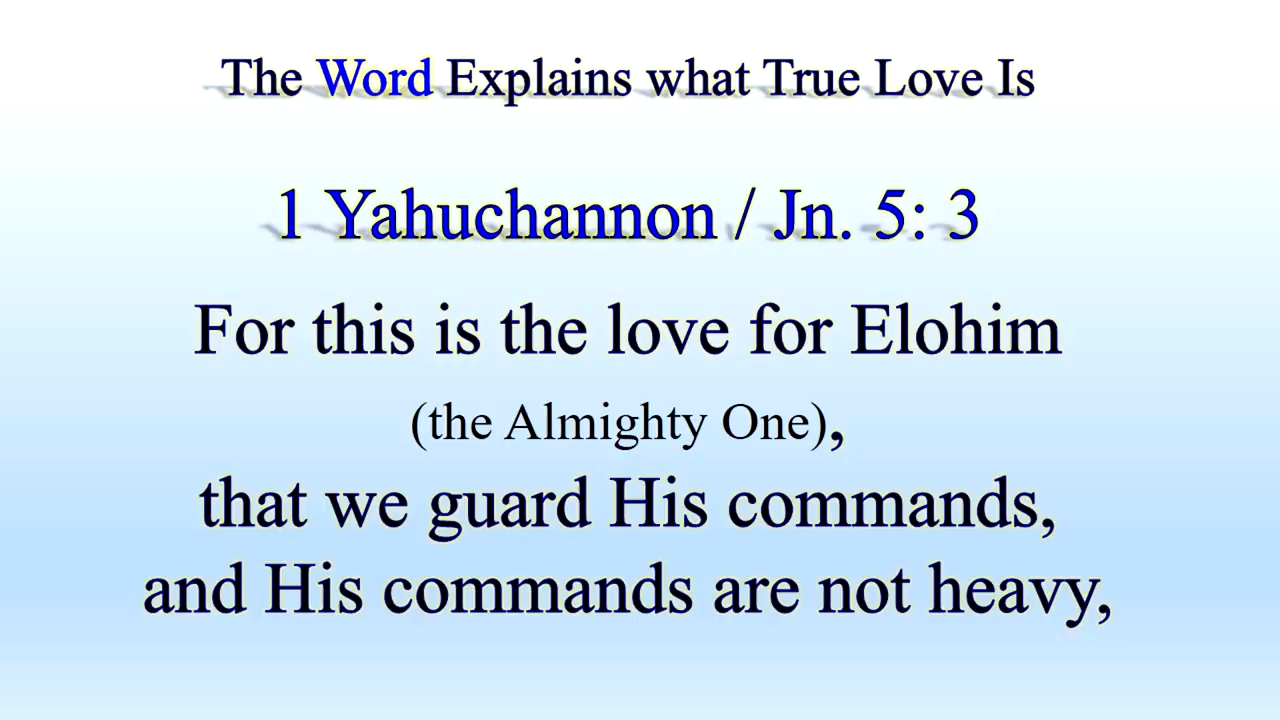 The Word Explains what True Love Is
1 Yahuchannon / Jn. 5: 3
For this is the love for Elohim
(the Almighty One),
that we guard His commands,
and His commands are not heavy,